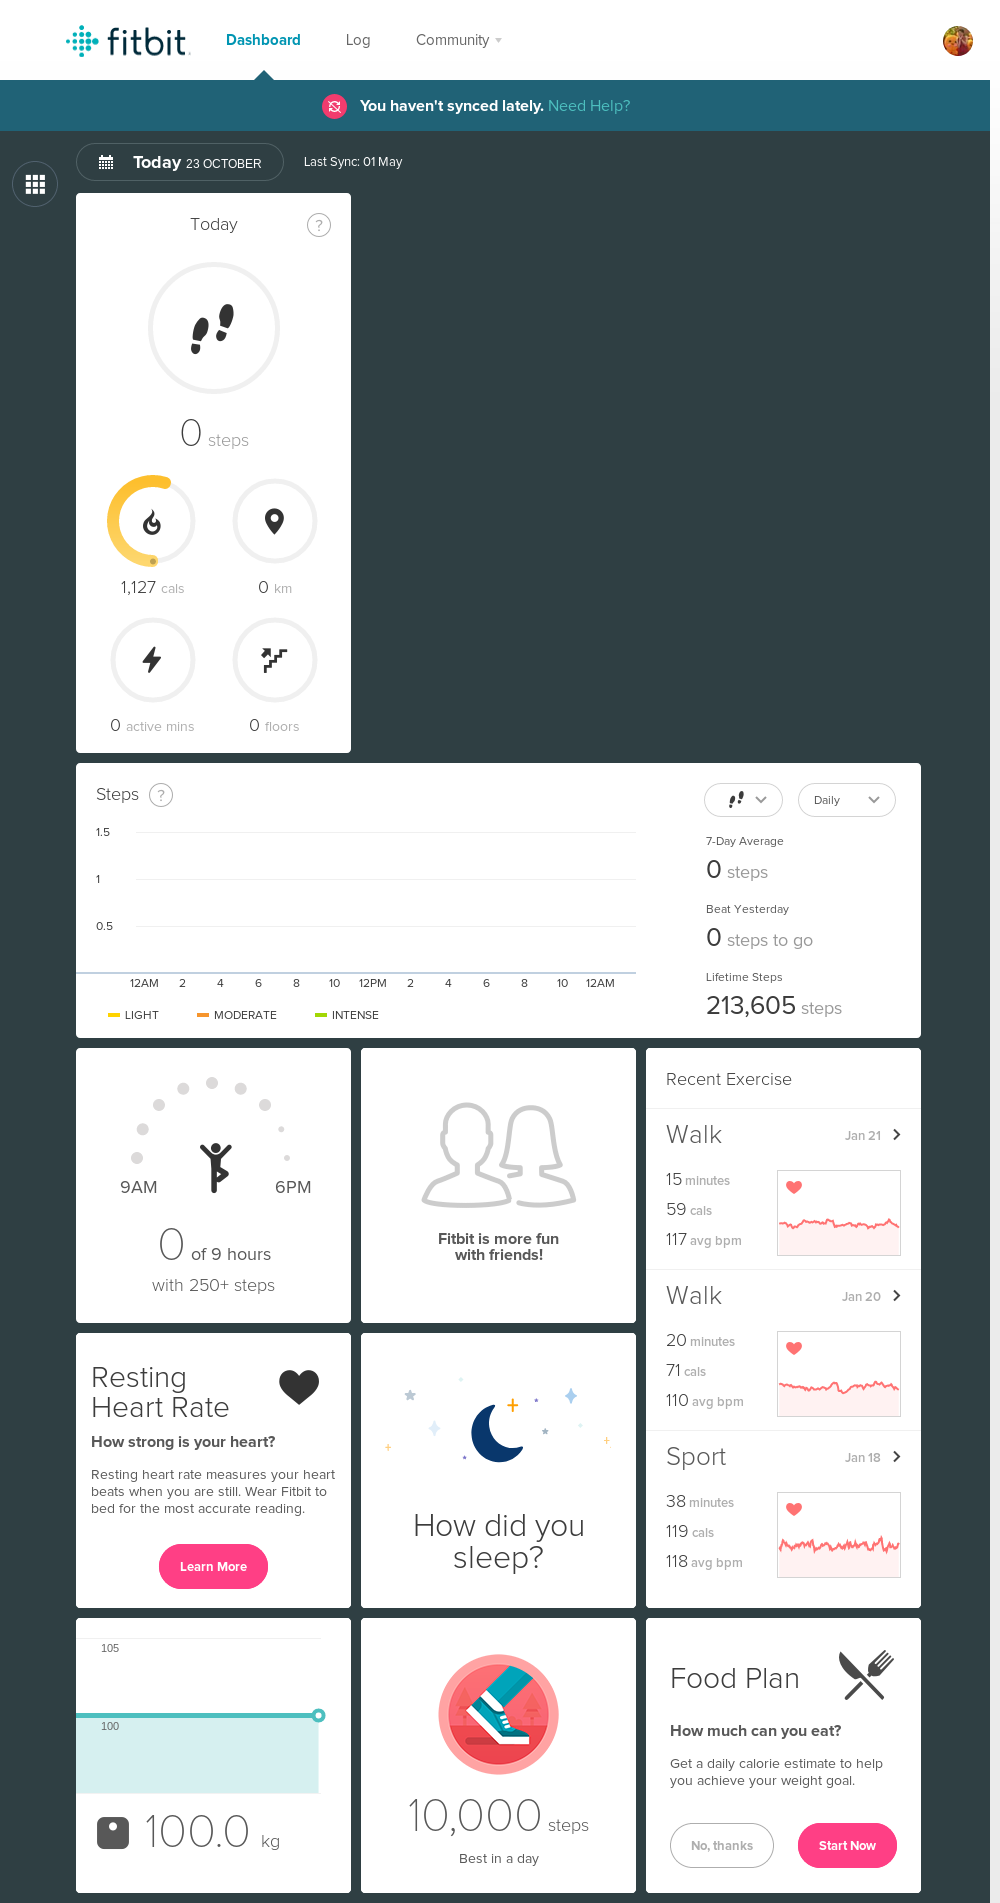 fitbit
Dashboard Log Community
You haven't synced lately. Need Help?
Today 23 OCTOBER Last Sync: 01 May
Today ?
0 steps
1,127 cals 0 km
0 active mins 0 floors
Steps ?
Daily
1.5
1
0.5
12AM 2 4 6 8 10 12PM 2 4 6 8 10 12AM
LIGHT MODERATE INTENSE
7-Day Average
0 steps
Beat Yesterday
0 steps to go
Lifetime Steps
213,605 steps
9AM 6PM
0 of 9 hours
with 250+ steps
Fitbit is more fun
with friends!
Recent Exercise
Walk Jan 21
15 minutes
59 cals
117 avg bpm
Walk Jan 20
20 minutes
71 cals
110 avg bpm
Sport Jan 18
38 minutes
119 cals
118 avg bpm
Resting
Heart Rate
How strong is your heart?
Resting heart rate measures your heart
beats when you are still. Wear Fitbit to
bed for the most accurate reading.
Learn More
How did you
sleep?
105
100
100.0 kg
10,000 steps
Best in a day
Food Plan
How much can you eat?
Get a daily calorie estimate to help
you achieve your weight goal.
No, thanks Start Now